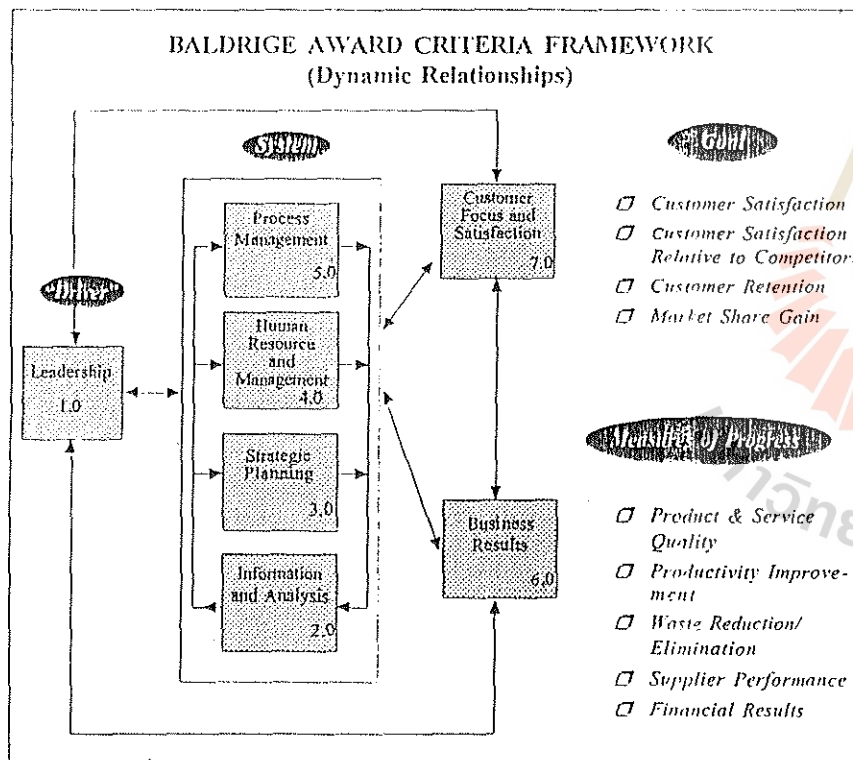 BALDRIGE AWARD CRITERIA FRAMEWORK
(Dynamic Relationships)
System
Goal
Process
Management
5.0
Customer
Focus and
Satisfaction
7.0
Customer Satisfaction
Customer Satisfaction
Relative to Competitor
Customer Retention
Market Share Gain
Driver
Leadership
1.0
Human
Resource
and
Management
4.0
Strategic
Planning
3.0
Information
and Analysis
2.0
Measures of Progress
Business
Results
6.0
Product & Service
Quality
Productivity Improve-
ment
Waste Reduction/
Elimination
Supplier Performance
Financial Results